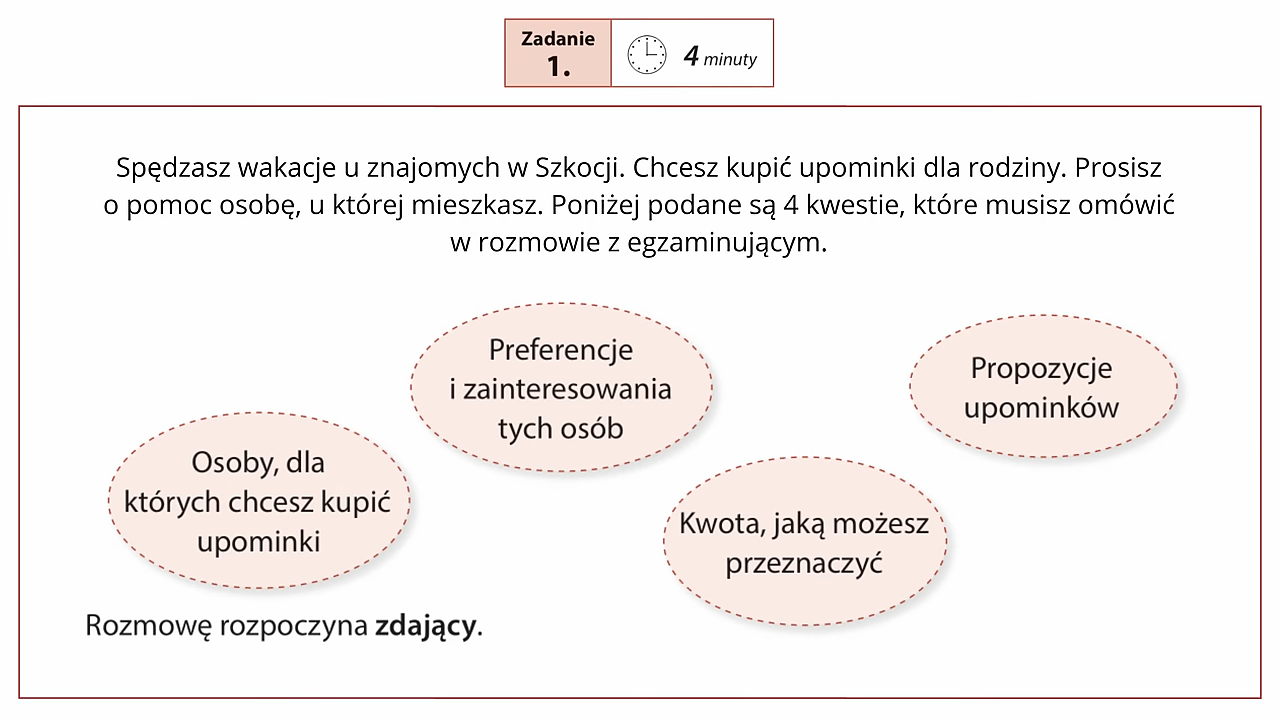 Zadanie
1.
4 minuty
Spędzasz wakacje u znajomych w Szkocji. Chcesz kupić upominki dla rodziny. Prosisz
o pomoc osobę, u której mieszkasz. Poniżej podane są 4 kwestie, które musisz omówić
w rozmowie z egzaminującym.
Osoby, dla
których chcesz kupić
upominki
Preferencje
i zainteresowania
tych osób
Kwota, jaką możesz
przeznaczyć
Propozycje
upominków
Rozmowę rozpoczyna zdający.